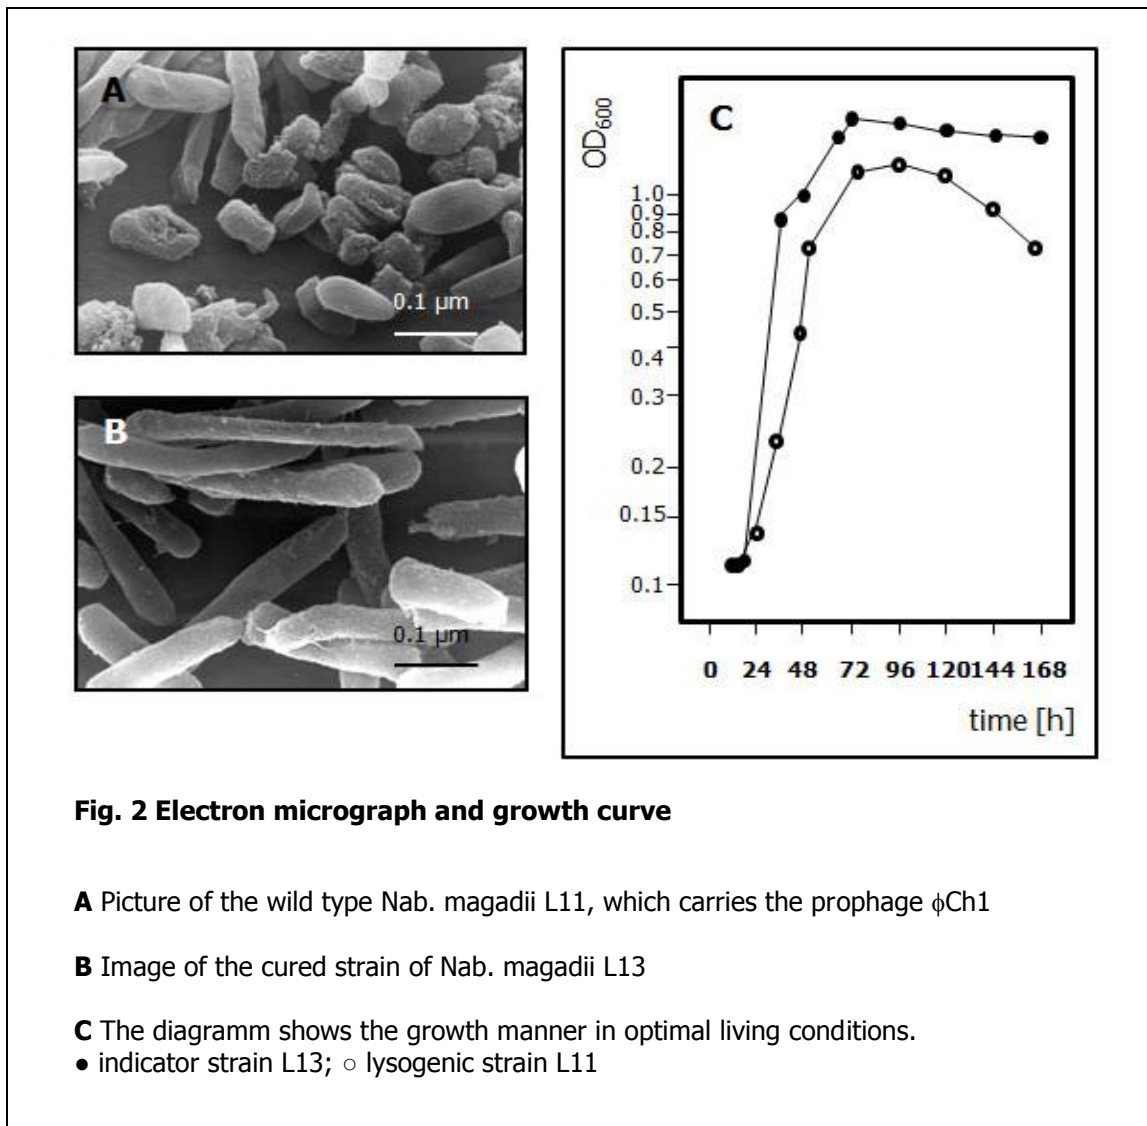 A
0.1 µm
B
0.1 µm
C
OD600
1.0
0.9
0.8
0.7
0.6
0.5
0.4
0.3
0.2
0.15
0.1
0 24 48 72 96 120 144 168
time [h]
Fig. 2 Electron micrograph and growth curve
A Picture of the wild type Nab. magadii L11, which carries the prophage ϕCh1
B Image of the cured strain of Nab. magadii L13
C The diagramm shows the growth manner in optimal living conditions.
● indicator strain L13; ○ lysogenic strain L11